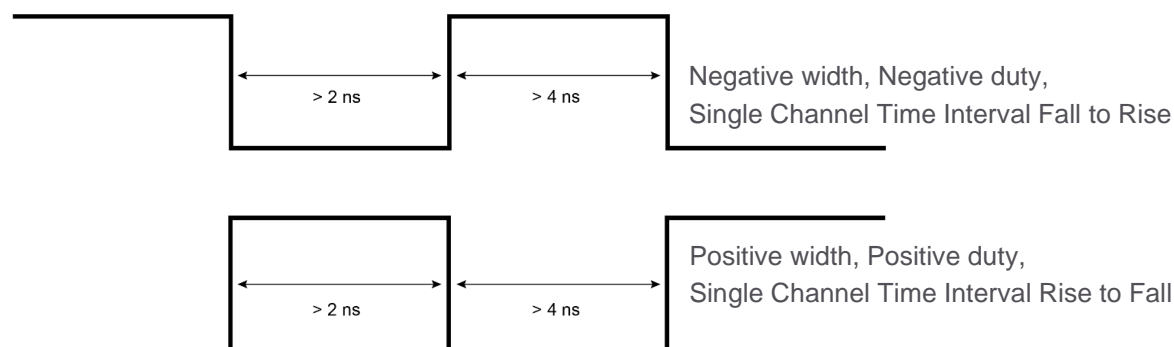 > 2 ns
> 4 ns
Negative width, Negative duty,
Single Channel Time Interval Fall to Rise
> 2 ns
> 4 ns
Positive width, Positive duty,
Single Channel Time Interval Rise to Fall